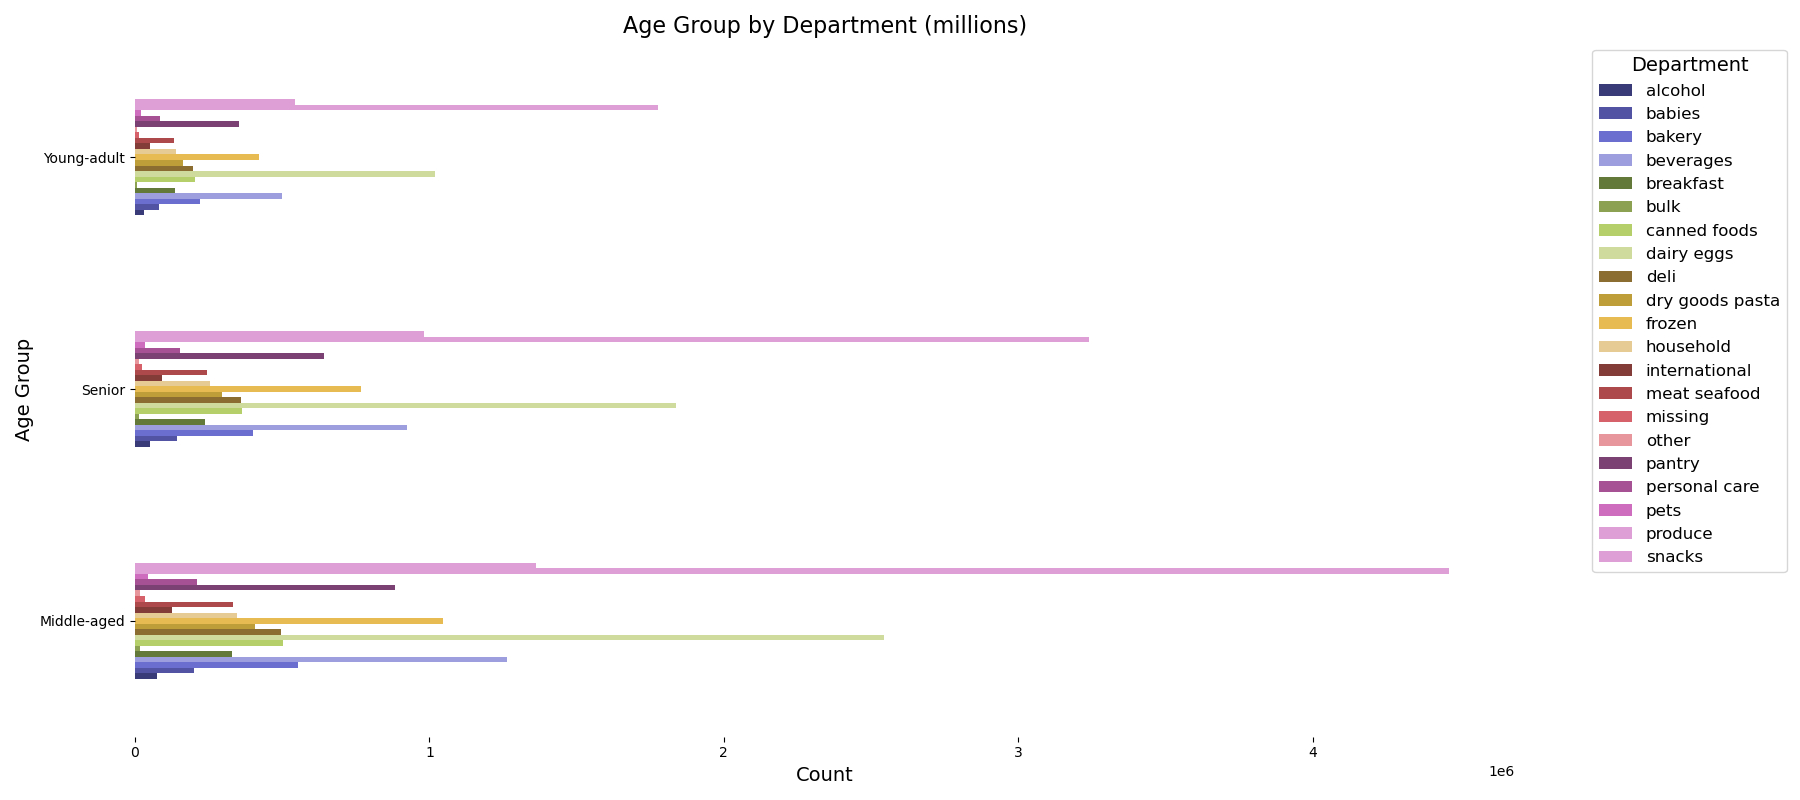 Age Group by Department (millions)
Age Group
Young-adult
Senior
Middle-aged
0 1 2 3 4
1e6
Count
Department
alcohol
babies
bakery
beverages
breakfast
bulk
canned foods
dairy eggs
deli
dry goods pasta
frozen
household
international
meat seafood
missing
other
pantry
personal care
pets
produce
snacks